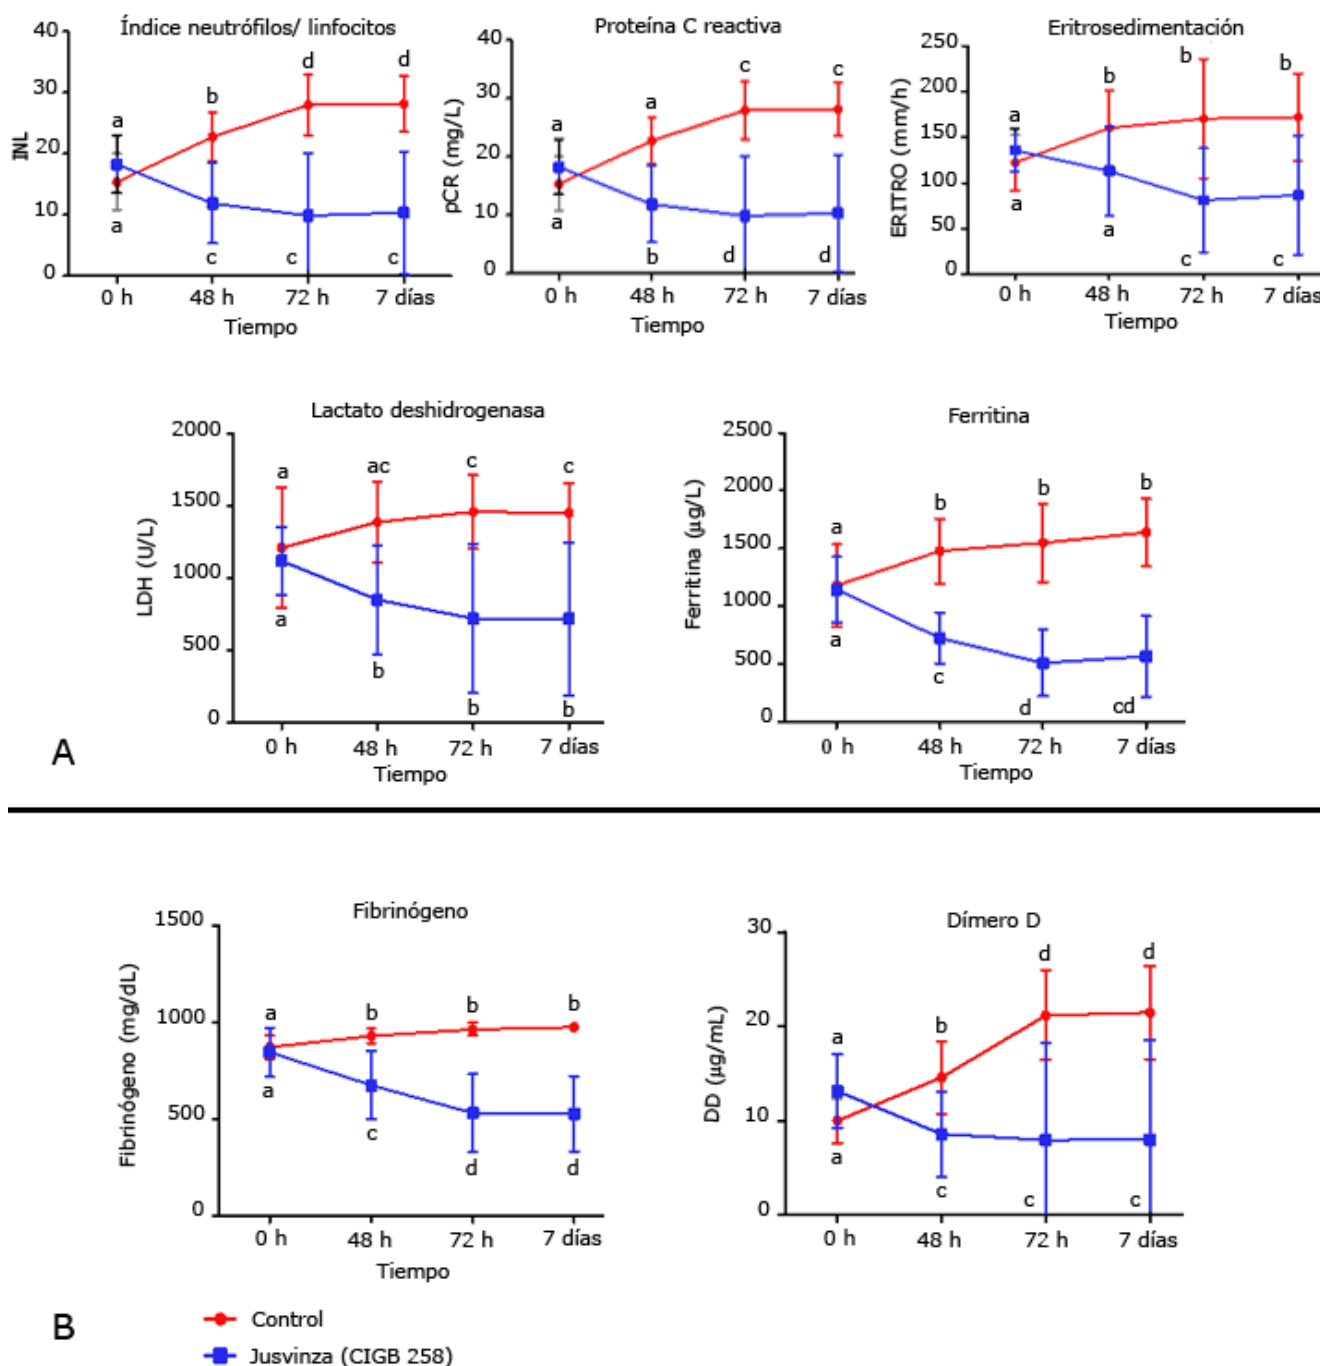 Índice neutrófilos/ linfocitos
40
30
20
10
0
INL
a
b
d
d
a
c
c
c
0 h
48 h
72 h
7 días
Tiempo
Proteína C reactiva
40
30
20
10
0
pCR (mg/L)
a
a
c
c
a
b
d
d
0 h
48 h
72 h
7 días
Tiempo
Eritrosedimentación
250
200
150
100
50
0
ERITRO (mm/h)
a
b
b
b
a
a
c
c
0 h
48 h
72 h
7 días
Tiempo
Lactato deshidrogenasa
2000
1500
1000
500
0
LDH (U/L)
a
ac
c
c
a
b
b
b
0 h
48 h
72 h
7 días
Tiempo
Ferritina
2500
2000
1500
1000
500
0
Ferritina (µg/L)
a
b
b
b
a
c
d
cd
0 h
48 h
72 h
7 días
Tiempo
A
Fibrinógeno
1500
1000
500
0
Fibrinógeno (mg/dL)
a
b
b
b
a
c
d
d
0 h
48 h
72 h
7 días
Tiempo
Dímero D
30
20
10
0
DD (µg/mL)
a
b
d
d
a
c
c
c
0 h
48 h
72 h
7 días
B
Control
Jusvinza (CIGB 258)